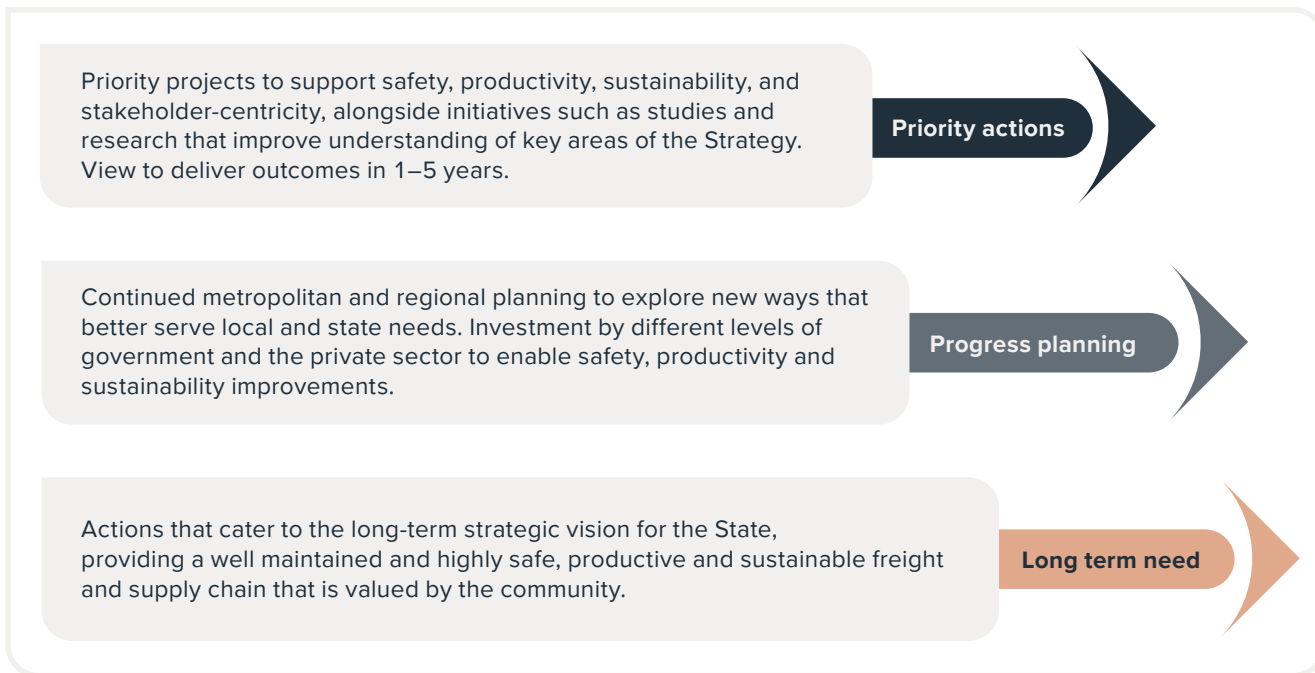 Priority projects to support safety, productivity, sustainability, and
stakeholder-centricity, alongside initiatives such as studies and
research that improve understanding of key areas of the Strategy.
View to deliver outcomes in 1–5 years.
Priority actions
Continued metropolitan and regional planning to explore new ways that
better serve local and state needs. Investment by different levels of
government and the private sector to enable safety, productivity and
sustainability improvements.
Progress planning
Actions that cater to the long-term strategic vision for the State,
providing a well maintained and highly safe, productive and sustainable freight
and supply chain that is valued by the community.
Long term need